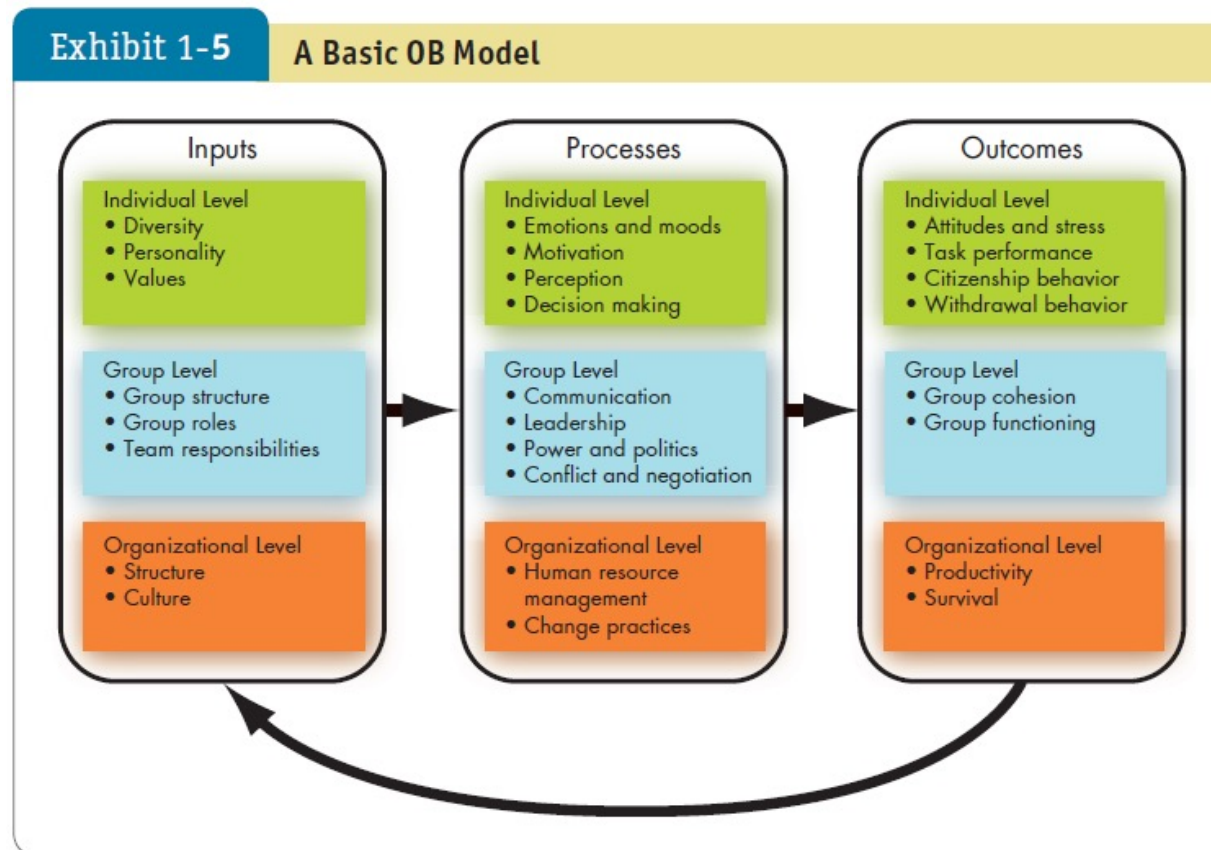 Exhibit 1-5
A Basic OB Model
Inputs
Individual Level
• Diversity
• Personality
• Values
Group Level
• Group structure
• Group roles
• Team responsibilities
Organizational Level
• Structure
• Culture
Processes
Individual Level
• Emotions and moods
• Motivation
• Perception
• Decision making
Group Level
• Communication
• Leadership
• Power and politics
• Conflict and negotiation
Organizational Level
• Human resource
management
• Change practices
Outcomes
Individual Level
• Attitudes and stress
• Task performance
• Citizenship behavior
• Withdrawal behavior
Group Level
• Group cohesion
• Group functioning
Organizational Level
• Productivity
• Survival